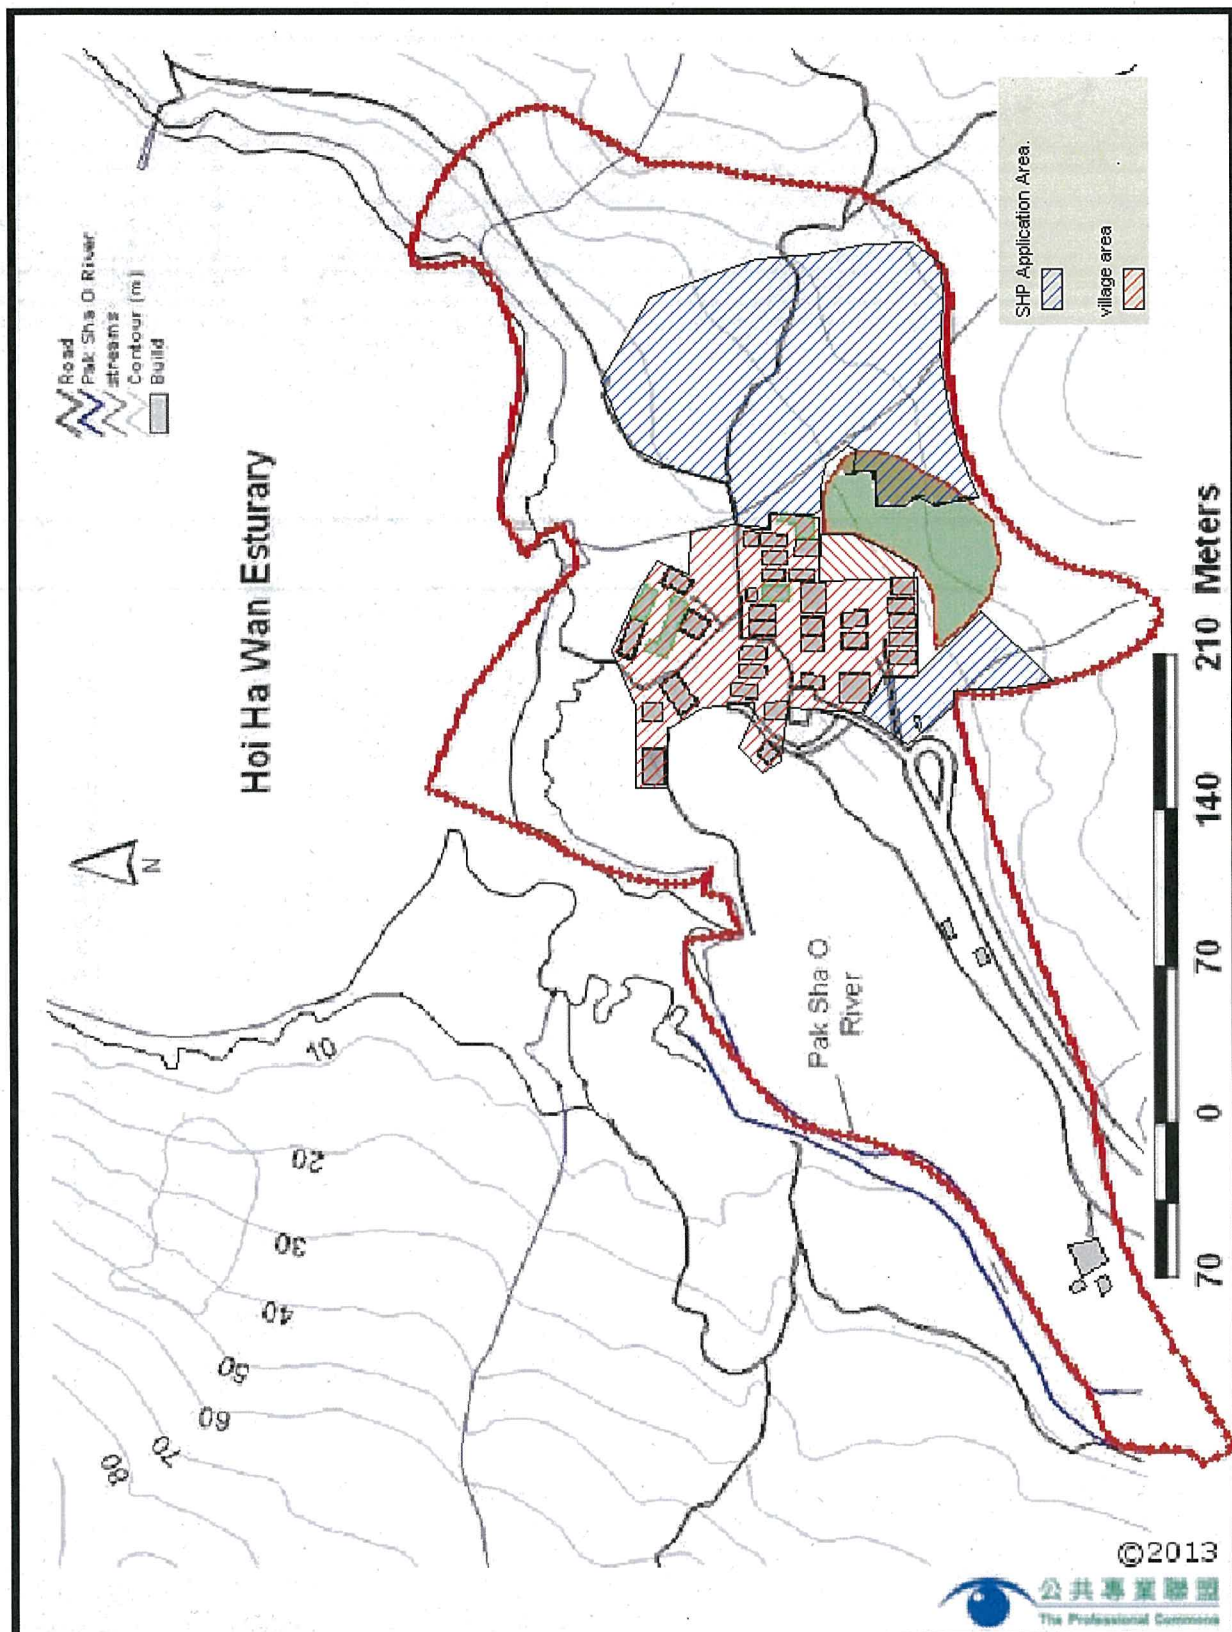 Road
Pak Sha O River
streams
Contour (m)
Build
Hoi Ha Wan Esturary
N
SHP Application Area.
village area
10
20
30
40
50
60
70
80
Pak Sha O
River
70 0 70 140 210 Meters
©2013
公共專業聯盟
The Professional Commons